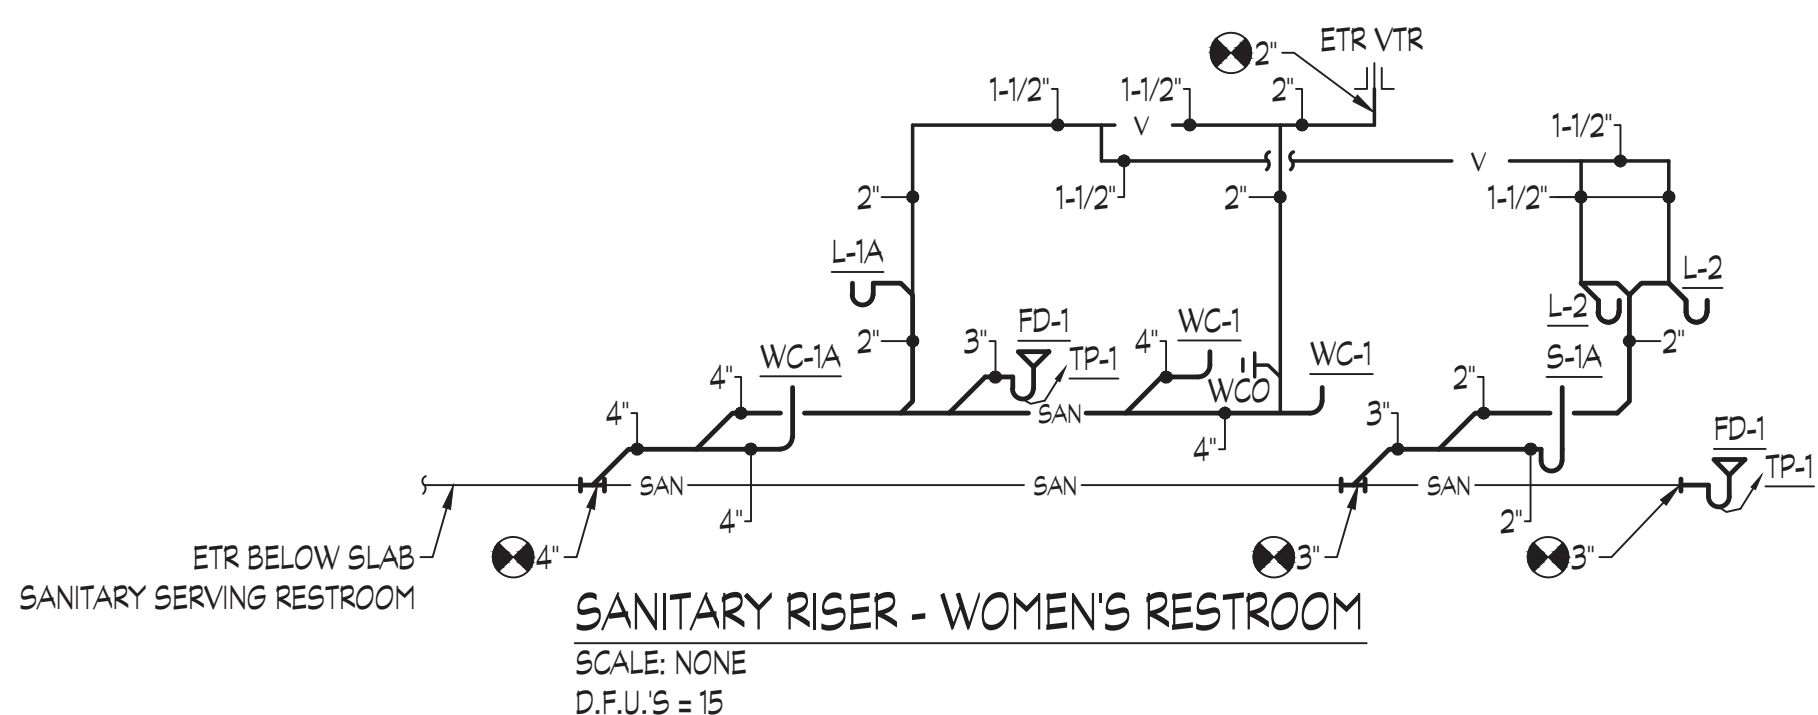 ETR VTR
2"
1-1/2"
1-1/2"
2"
V
1-1/2"
V
2"
1-1/2"
2"
1-1/2"
L-1A
L-2
L-2
FD-1
WC-1
2"
3"
TP-1
4"
WC-1
2"
WC-1A
S-1A
4"
WCO
2"
4"
SAN
3"
4"
FD-1
TP-1
SAN
SAN
SAN
4"
2"
ETR BELOW SLAB
SANITARY SERVING RESTROOM
4"
3"
3"
SANITARY RISER - WOMEN'S RESTROOM
SCALE: NONE
D.F.U.'S = 15